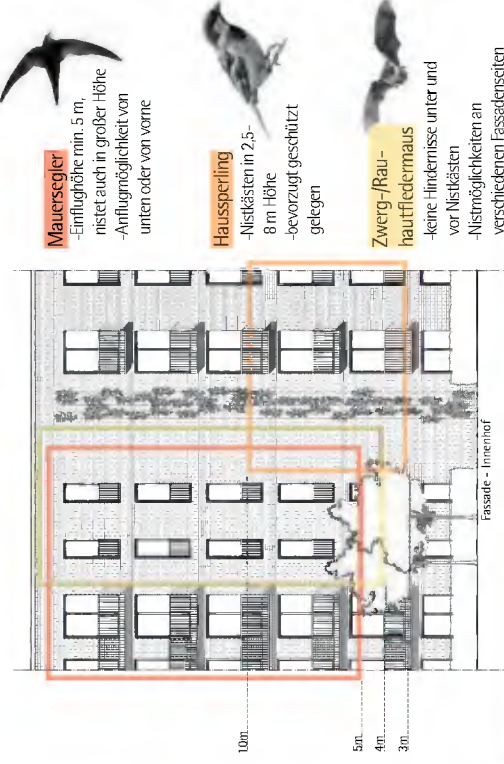 Mauersegler
-Einflughöhe min. 5 m,
nistet auch in großer Höhe
-Anflugmöglichkeit von
unten oder von vorne
Haussperling
-Nistkästen in 2,5-
8 m Höhe
-bevorzugt geschützt
gelegen
Zwerg-/Rau-
hautfledermaus
-keine Hindernisse unter und
vor Nistkästen
-Nistmöglichkeiten an
verschiedenen Fassadenseiten
10m
5m
4m
3m
Fassade - Innenhof